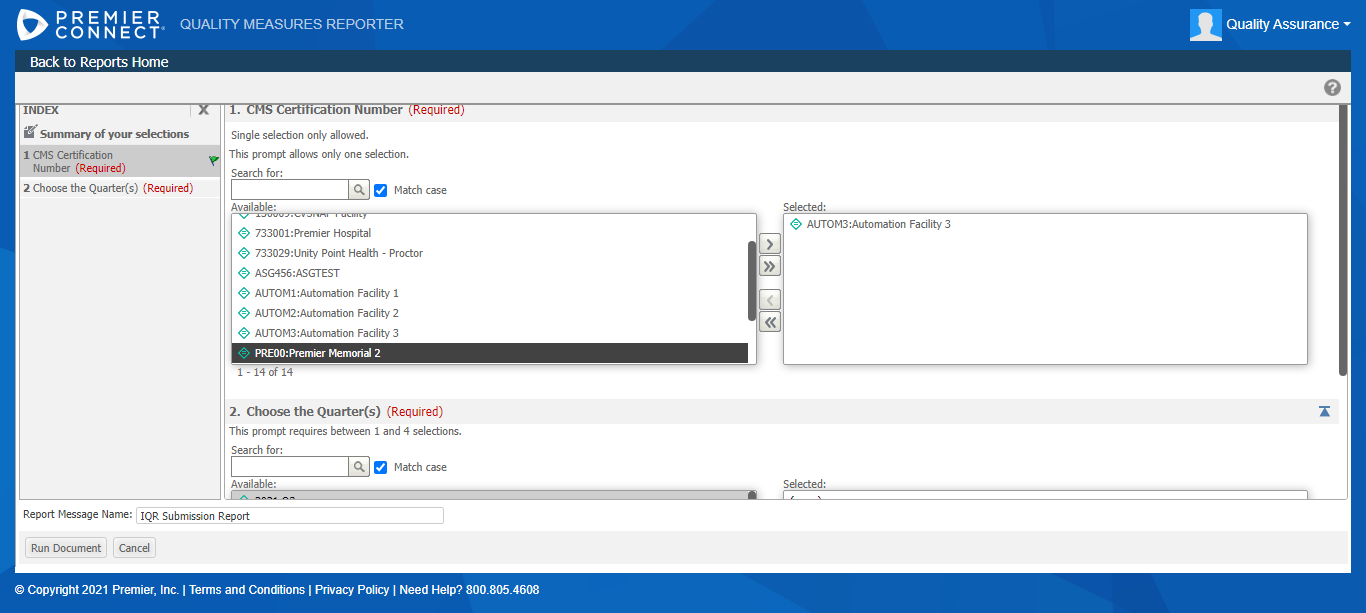 PREMIER CONNECT QUALITY MEASURES REPORTER
Quality Assurance
Back to Reports Home
INDEX X
Summary of your selections
1 CMS Certification
Number (Required)
2 Choose the Quarter(s) (Required)
1. CMS Certification Number (Required)
Single selection only allowed.
This prompt allows only one selection.
Search for:
Match case
Available:
733001:Premier Hospital
733029:Unity Point Health - Proctor
ASG456:ASGTEST
AUTOM1:Automation Facility 1
AUTOM2:Automation Facility 2
AUTOM3:Automation Facility 3
PRE00:Premier Memorial 2
1 - 14 of 14
Selected:
AUTOM3:Automation Facility 3
2. Choose the Quarter(s) (Required)
This prompt requires between 1 and 4 selections.
Search for:
Match case
Available:
Selected:
Report Message Name: IQR Submission Report
Run Document Cancel
© Copyright 2021 Premier, Inc. | Terms and Conditions | Privacy Policy | Need Help? 800.805.4608